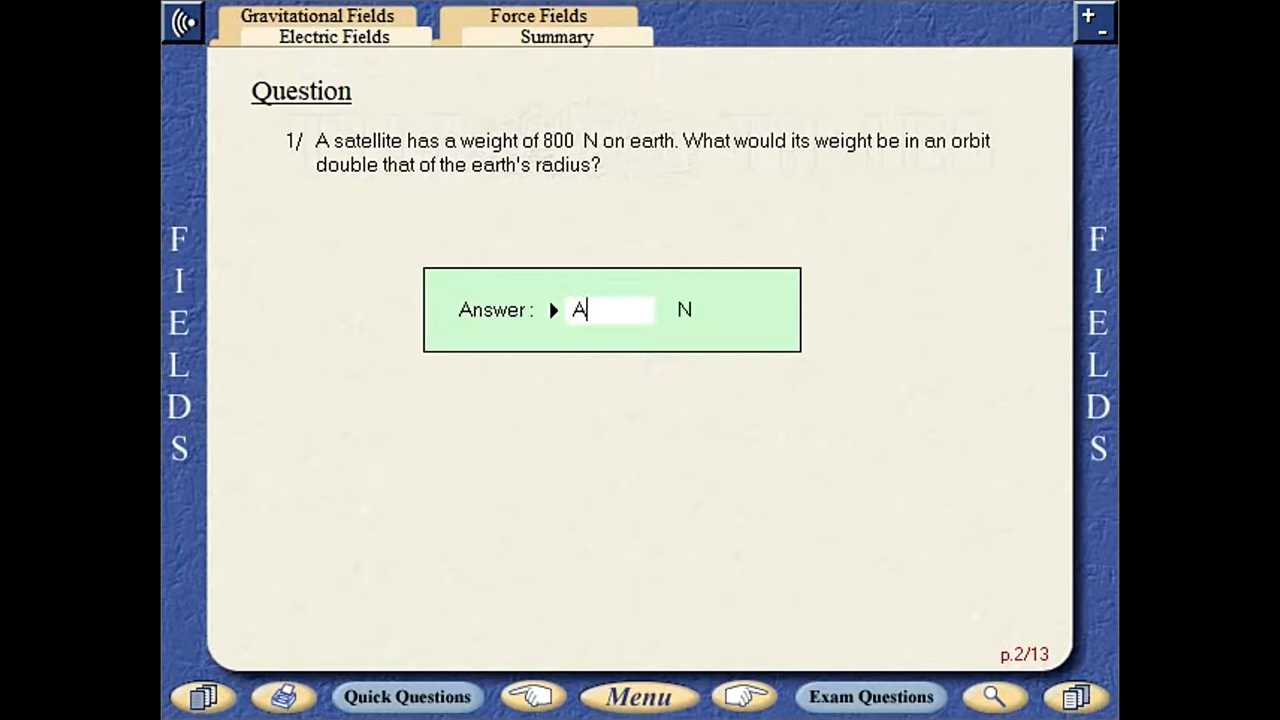 Gravitational Fields
Electric Fields
Force Fields
Summary
Question
1/ A satellite has a weight of 800 N on earth. What would its weight be in an orbit
double that of the earth's radius?
Answer : A N
F
I
E
L
D
S
F
I
E
L
D
S
p.2/13
Quick Questions
Menu
Exam Questions